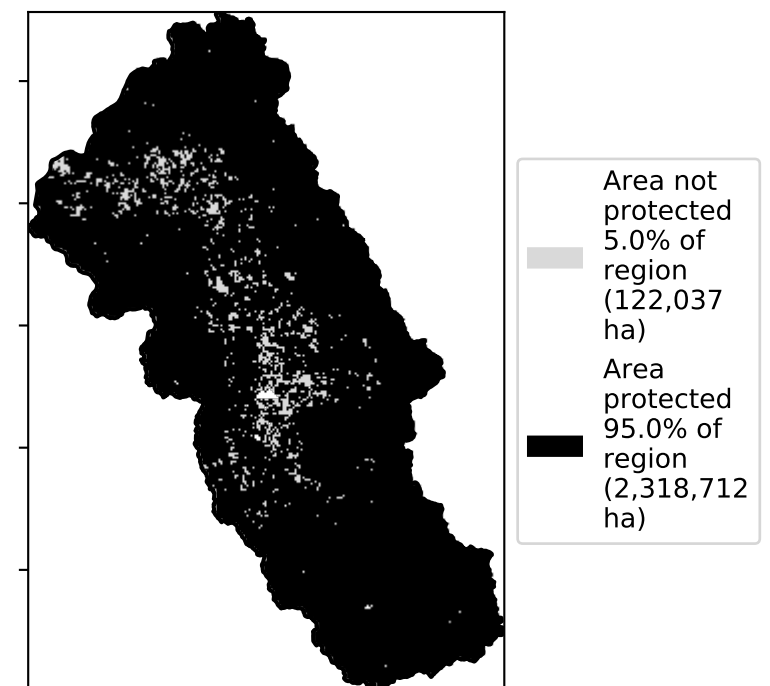 Area not
protected
5.0% of
region
(122,037
ha)
Area
protected
95.0% of
region
(2,318,712
ha)